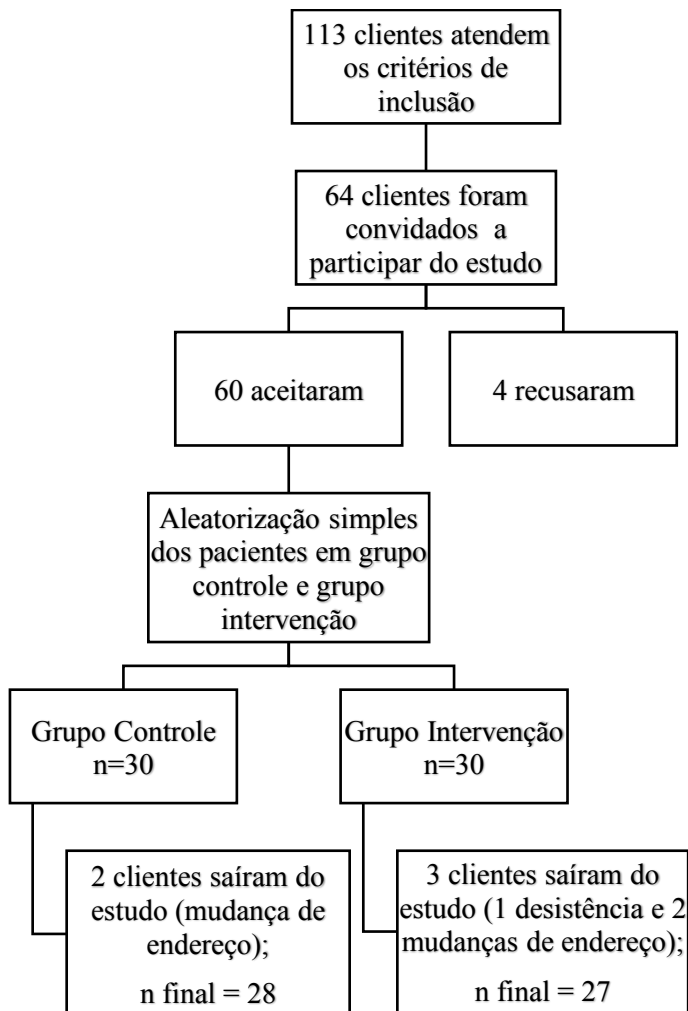 113 clientes atendem
os critérios de
inclusão
64 clientes foram
convidados a
participar do estudo
60 aceitaram
4 recusaram
Aleatorização simples
dos pacientes em grupo
controle e grupo
intervenção
Grupo Controle
n=30
Grupo Intervenção
n=30
2 clientes saíram do
estudo (mudança de
endereço);
n final = 28
3 clientes saíram do
estudo (1 desistência e 2
mudanças de endereço);
n final = 27